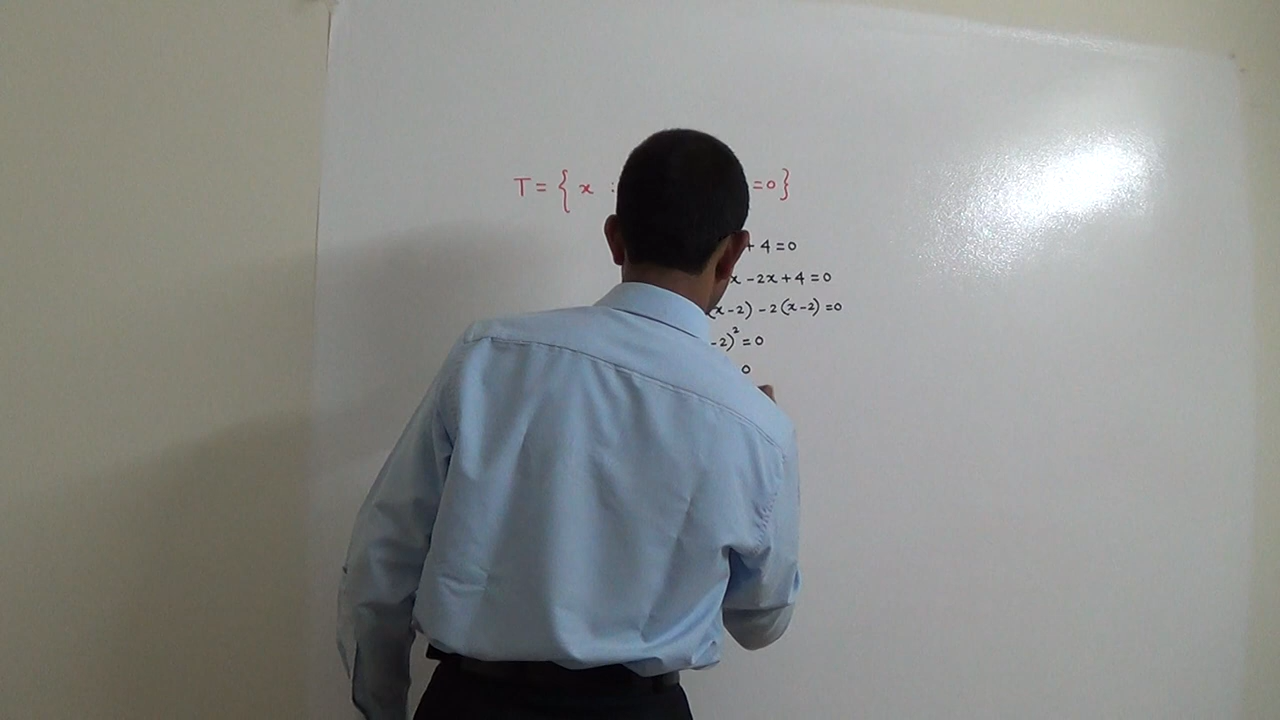 T = { x : =0}
+ 4 = 0
x - 2x + 4 = 0
(x-2) - 2(x-2) = 0
-2)² = 0
0